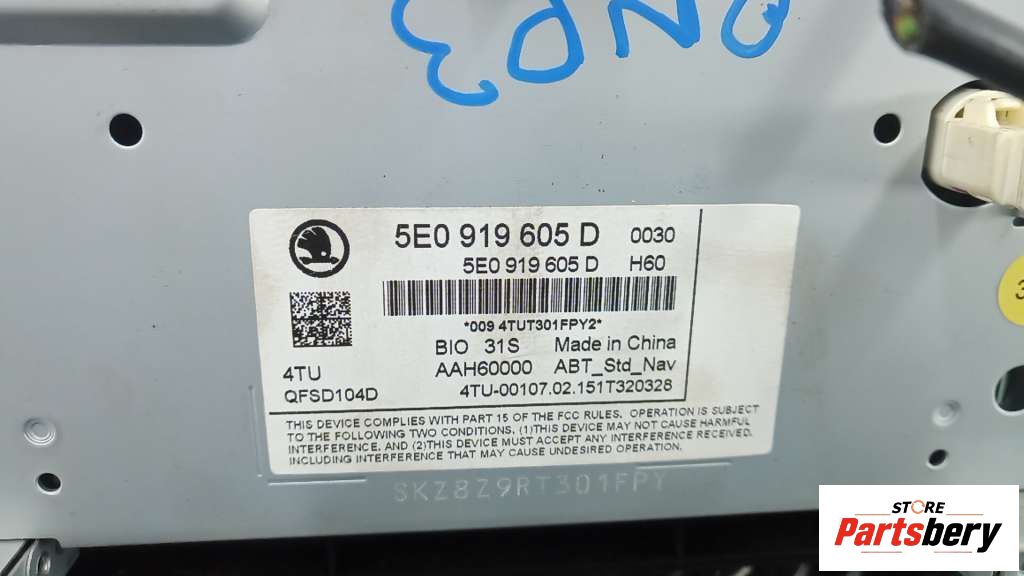 QNP3
5E0 919 605 D 0030
5E0 919 605 D H60
*009 4TUT301FPY2*
BIO 31S Made in China
4TU AAH60000 ABT_Std_Nav
QFSD104D 4TU-00107.02.151T320328
THIS DEVICE COMPLIES WITH PART 15 OF THE FCC RULES. OPERATION IS SUBJECT
TO THE FOLLOWING TWO CONDITIONS. (1)THIS DEVICE MAY NOT CAUSE HARMFUL
INTERFERENCE. AND (2)THIS DEVICE MUST ACCEPT ANY INTERFERENCE RECEIVED.
INCLUDING INTERFERENCE THAT MAY CAUSE UNDESIRED OPERATION.
SKZ8Z9RT301FPY
3
STORE
Partsbery